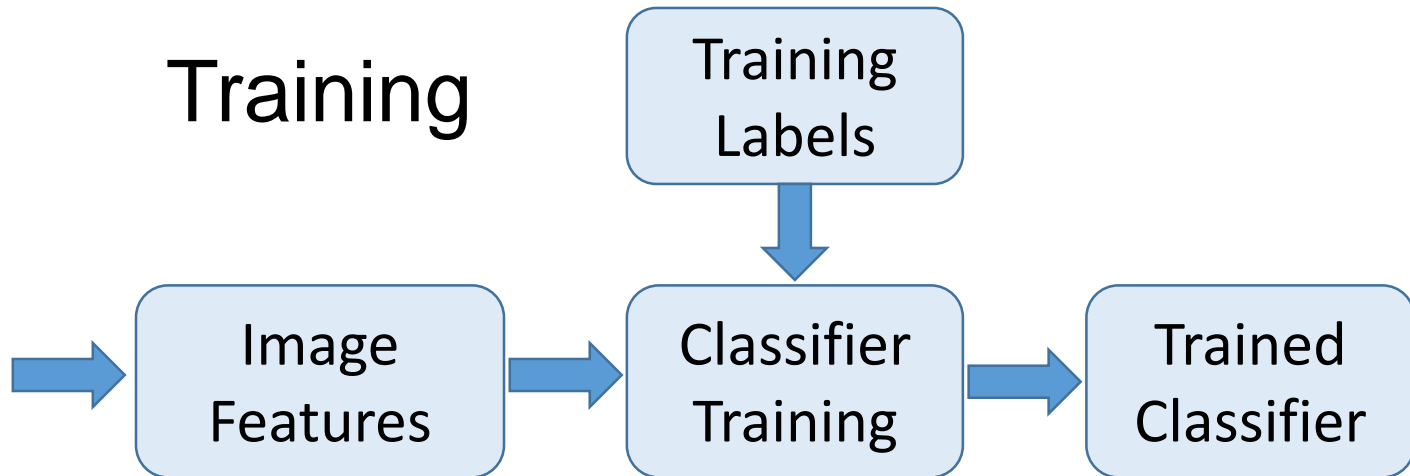 Training
Training
Labels
Image
Features
Classifier
Training
Trained
Classifier